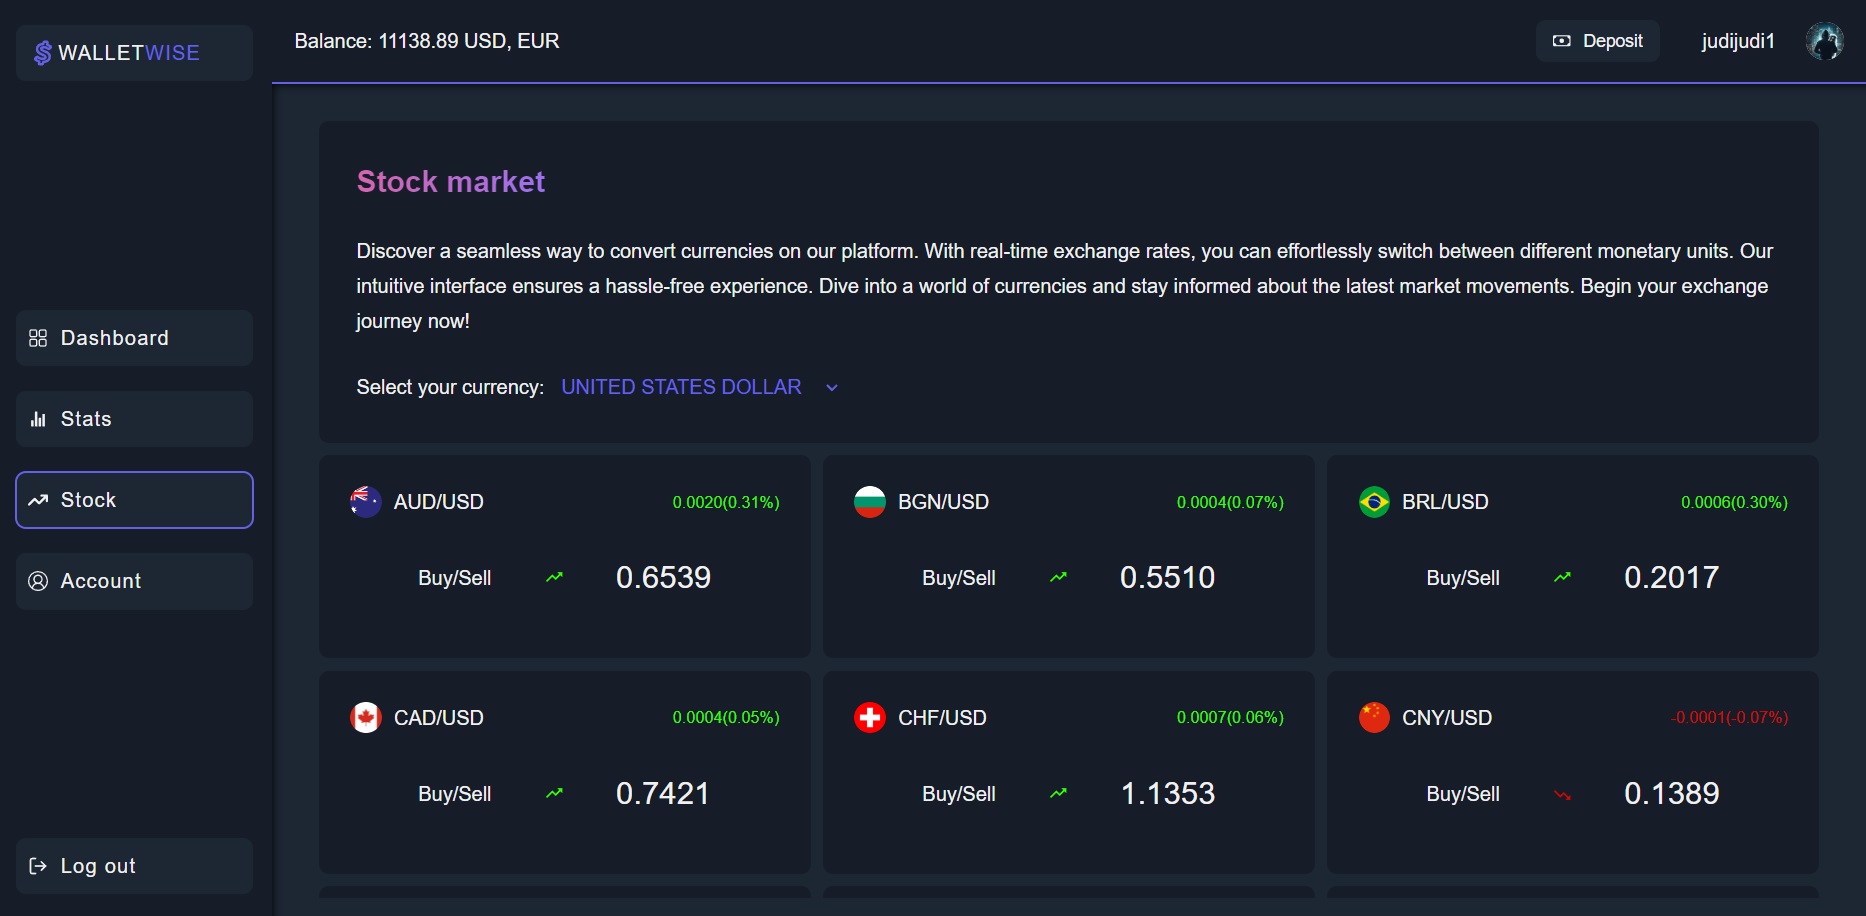 WALLETWISE
Balance: 11138.89 USD, EUR
Deposit
judijudi1
Dashboard
Stats
Stock
Account
Log out
Stock market
Discover a seamless way to convert currencies on our platform. With real-time exchange rates, you can effortlessly switch between different monetary units. Our
intuitive interface ensures a hassle-free experience. Dive into a world of currencies and stay informed about the latest market movements. Begin your exchange
journey now!
Select your currency: UNITED STATES DOLLAR
AUD/USD 0.0020(0.31%)
Buy/Sell 0.6539
BGN/USD 0.0004(0.07%)
Buy/Sell 0.5510
BRL/USD 0.0006(0.30%)
Buy/Sell 0.2017
CAD/USD 0.0004(0.05%)
Buy/Sell 0.7421
CHF/USD 0.0007(0.06%)
Buy/Sell 1.1353
CNY/USD -0.0001(-0.07%)
Buy/Sell 0.1389